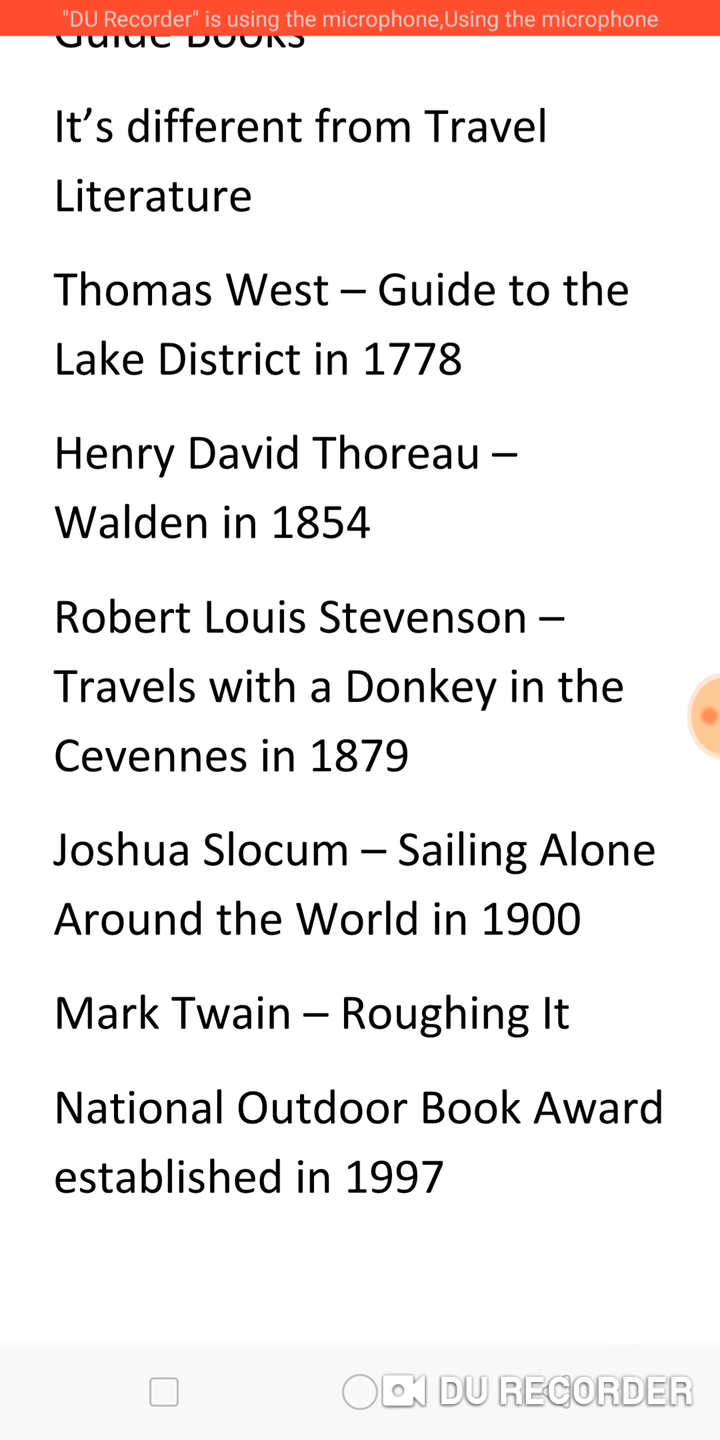 "DU Recorder" is using the microphone,Using the microphone
Guide Books
It’s different from Travel
Literature
Thomas West – Guide to the
Lake District in 1778
Henry David Thoreau –
Walden in 1854
Robert Louis Stevenson –
Travels with a Donkey in the
Cevennes in 1879
Joshua Slocum – Sailing Alone
Around the World in 1900
Mark Twain – Roughing It
National Outdoor Book Award
established in 1997
DU RECORDER